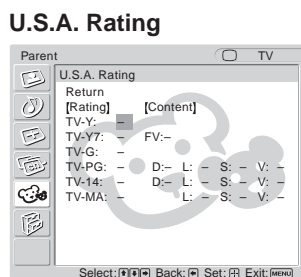 U.S.A. Rating
Parent TV
U.S.A. Rating
Return
[Rating] [Content]
TV-Y: –
TV-Y7: – FV:–
TV-G: –
TV-PG: – D:– L: – S: – V: –
TV-14: – D:– L: – S: – V: –
TV-MA: – L: – S: – V: –
Select: Back: Set: Exit: MENU